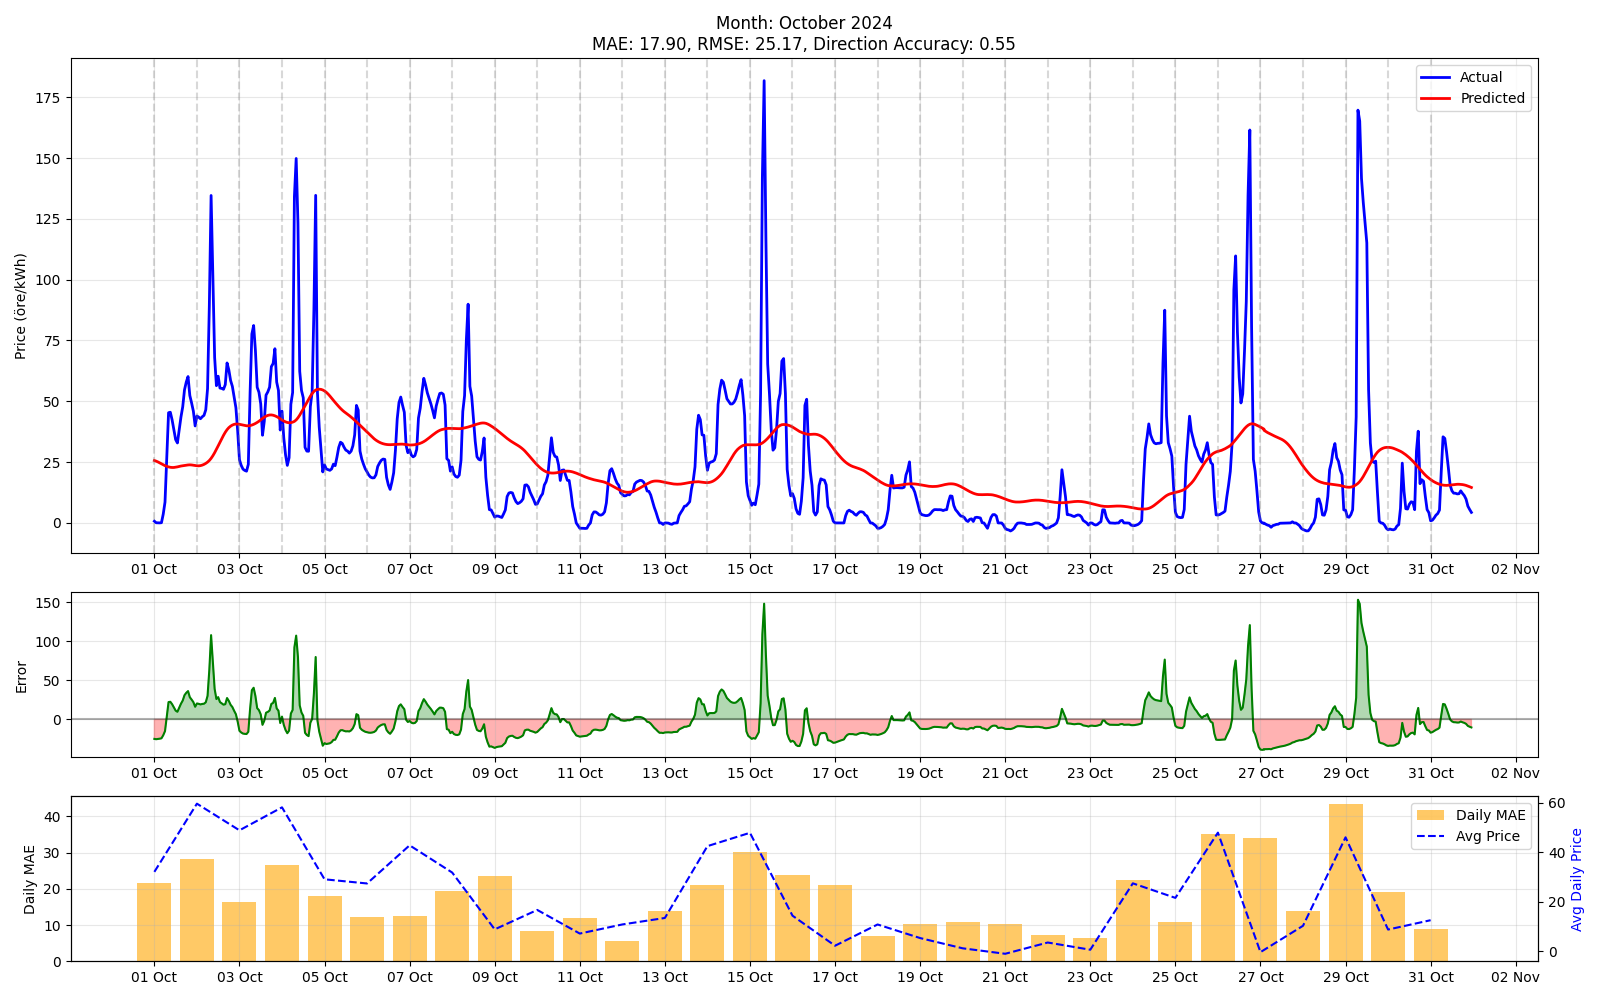 Month: October 2024
MAE: 17.90, RMSE: 25.17, Direction Accuracy: 0.55
Price (öre/kWh)
175
150
125
100
75
50
25
0
Actual
Predicted
01 Oct 03 Oct 05 Oct 07 Oct 09 Oct 11 Oct 13 Oct 15 Oct 17 Oct 19 Oct 21 Oct 23 Oct 25 Oct 27 Oct 29 Oct 31 Oct 02 Nov
Error
150
100
50
0
01 Oct 03 Oct 05 Oct 07 Oct 09 Oct 11 Oct 13 Oct 15 Oct 17 Oct 19 Oct 21 Oct 23 Oct 25 Oct 27 Oct 29 Oct 31 Oct 02 Nov
Daily MAE
40
30
20
10
0
Daily MAE
Avg Price
60
40
20
0
Avg Daily Price
01 Oct 03 Oct 05 Oct 07 Oct 09 Oct 11 Oct 13 Oct 15 Oct 17 Oct 19 Oct 21 Oct 23 Oct 25 Oct 27 Oct 29 Oct 31 Oct 02 Nov